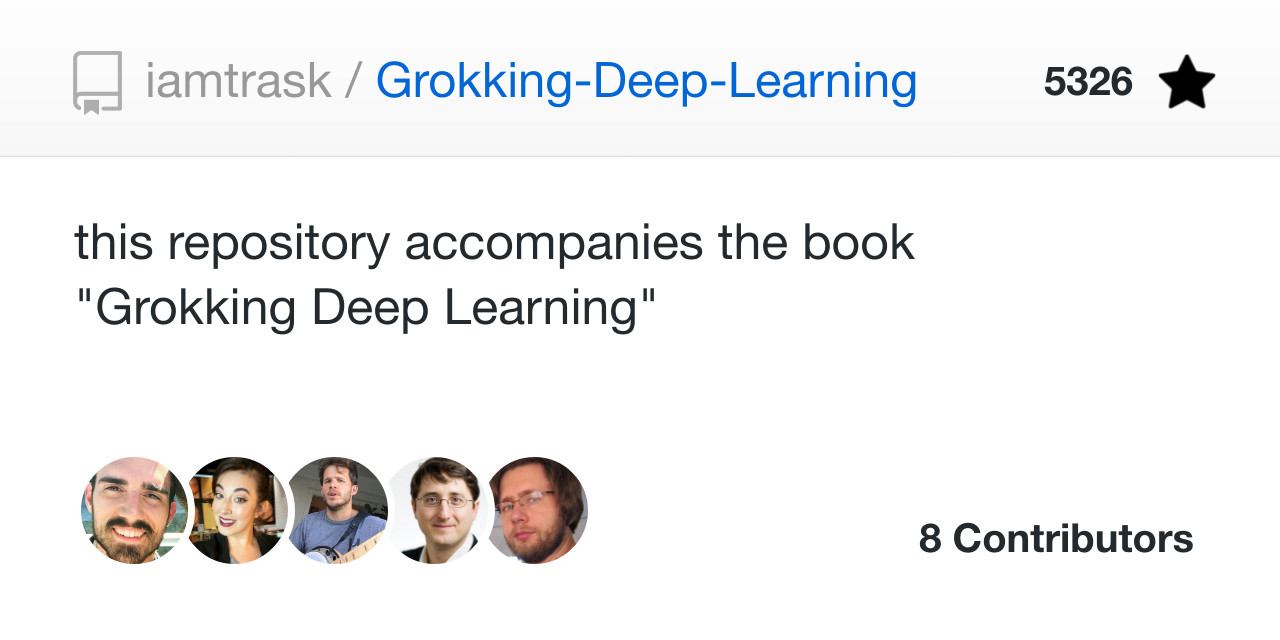 iamtrask / Grokking-Deep-Learning 5326
this repository accompanies the book
"Grokking Deep Learning"
8 Contributors